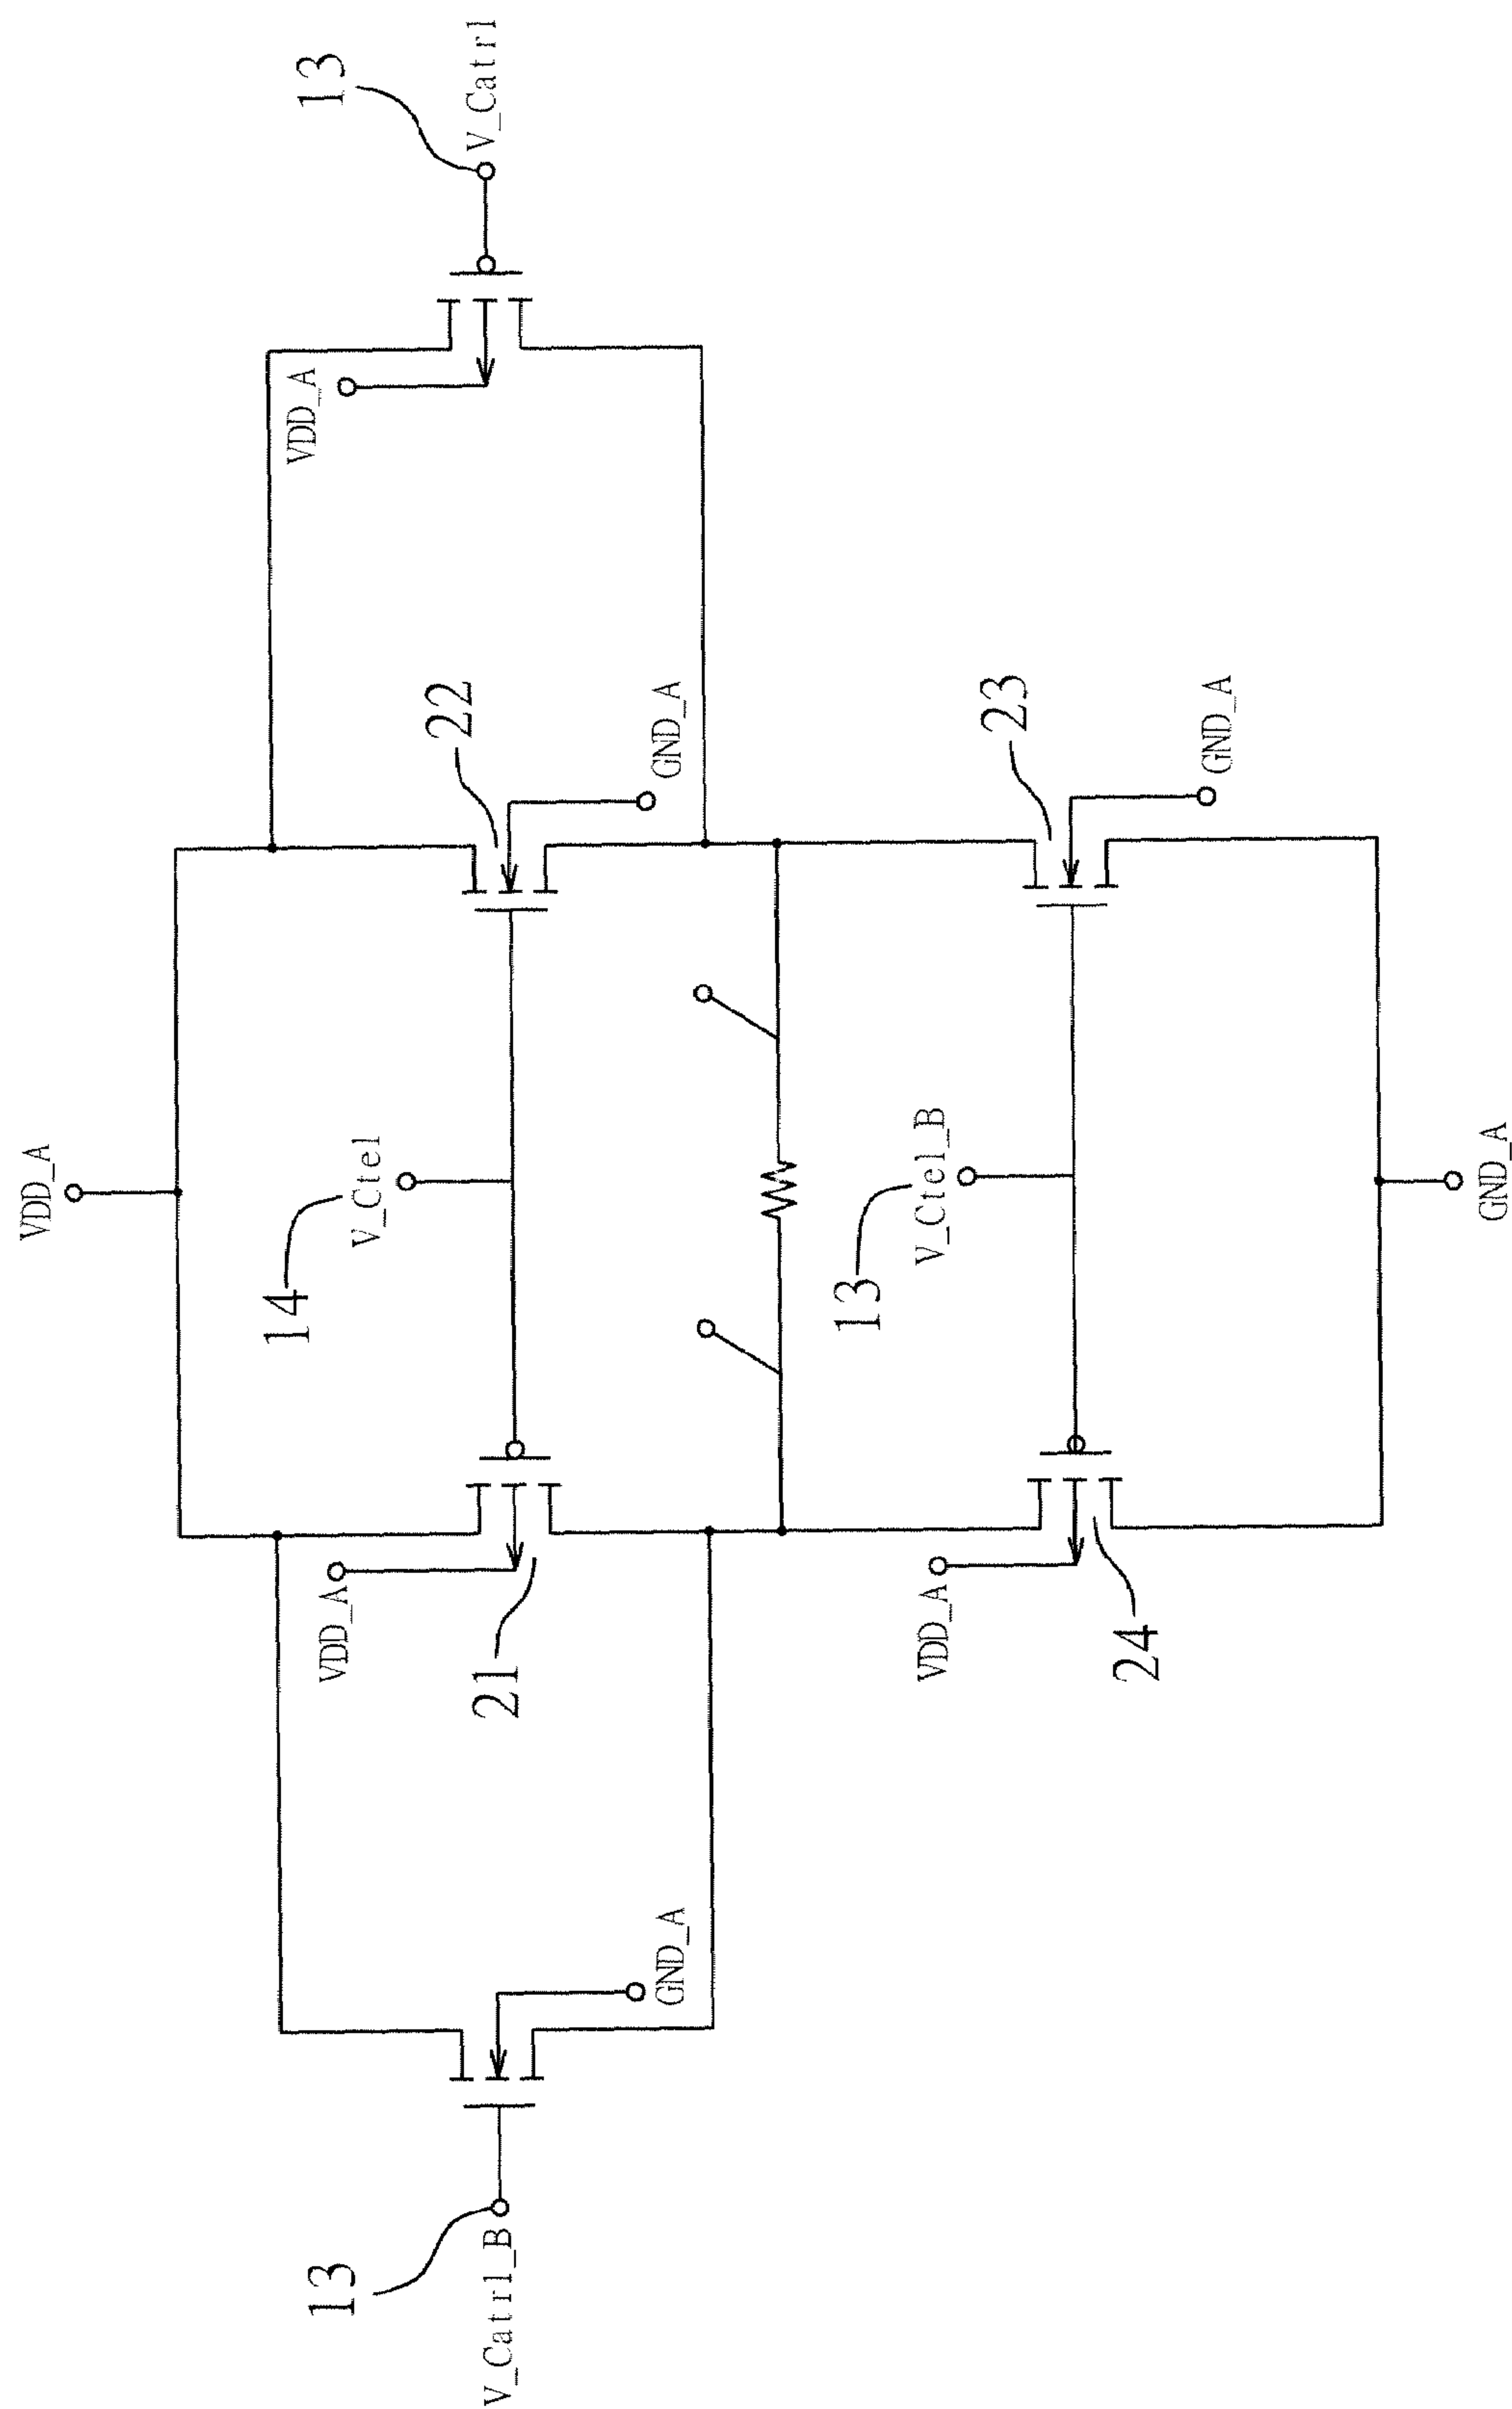 VDD_A
14
VDD_A
13
13
VDD_A
V_Ctel
22
V_Catrl
V_Catrl_B
21
GND_A
GND_A
13
VDD_A
V_Ctel_B
23
24
GND_A
GND_A